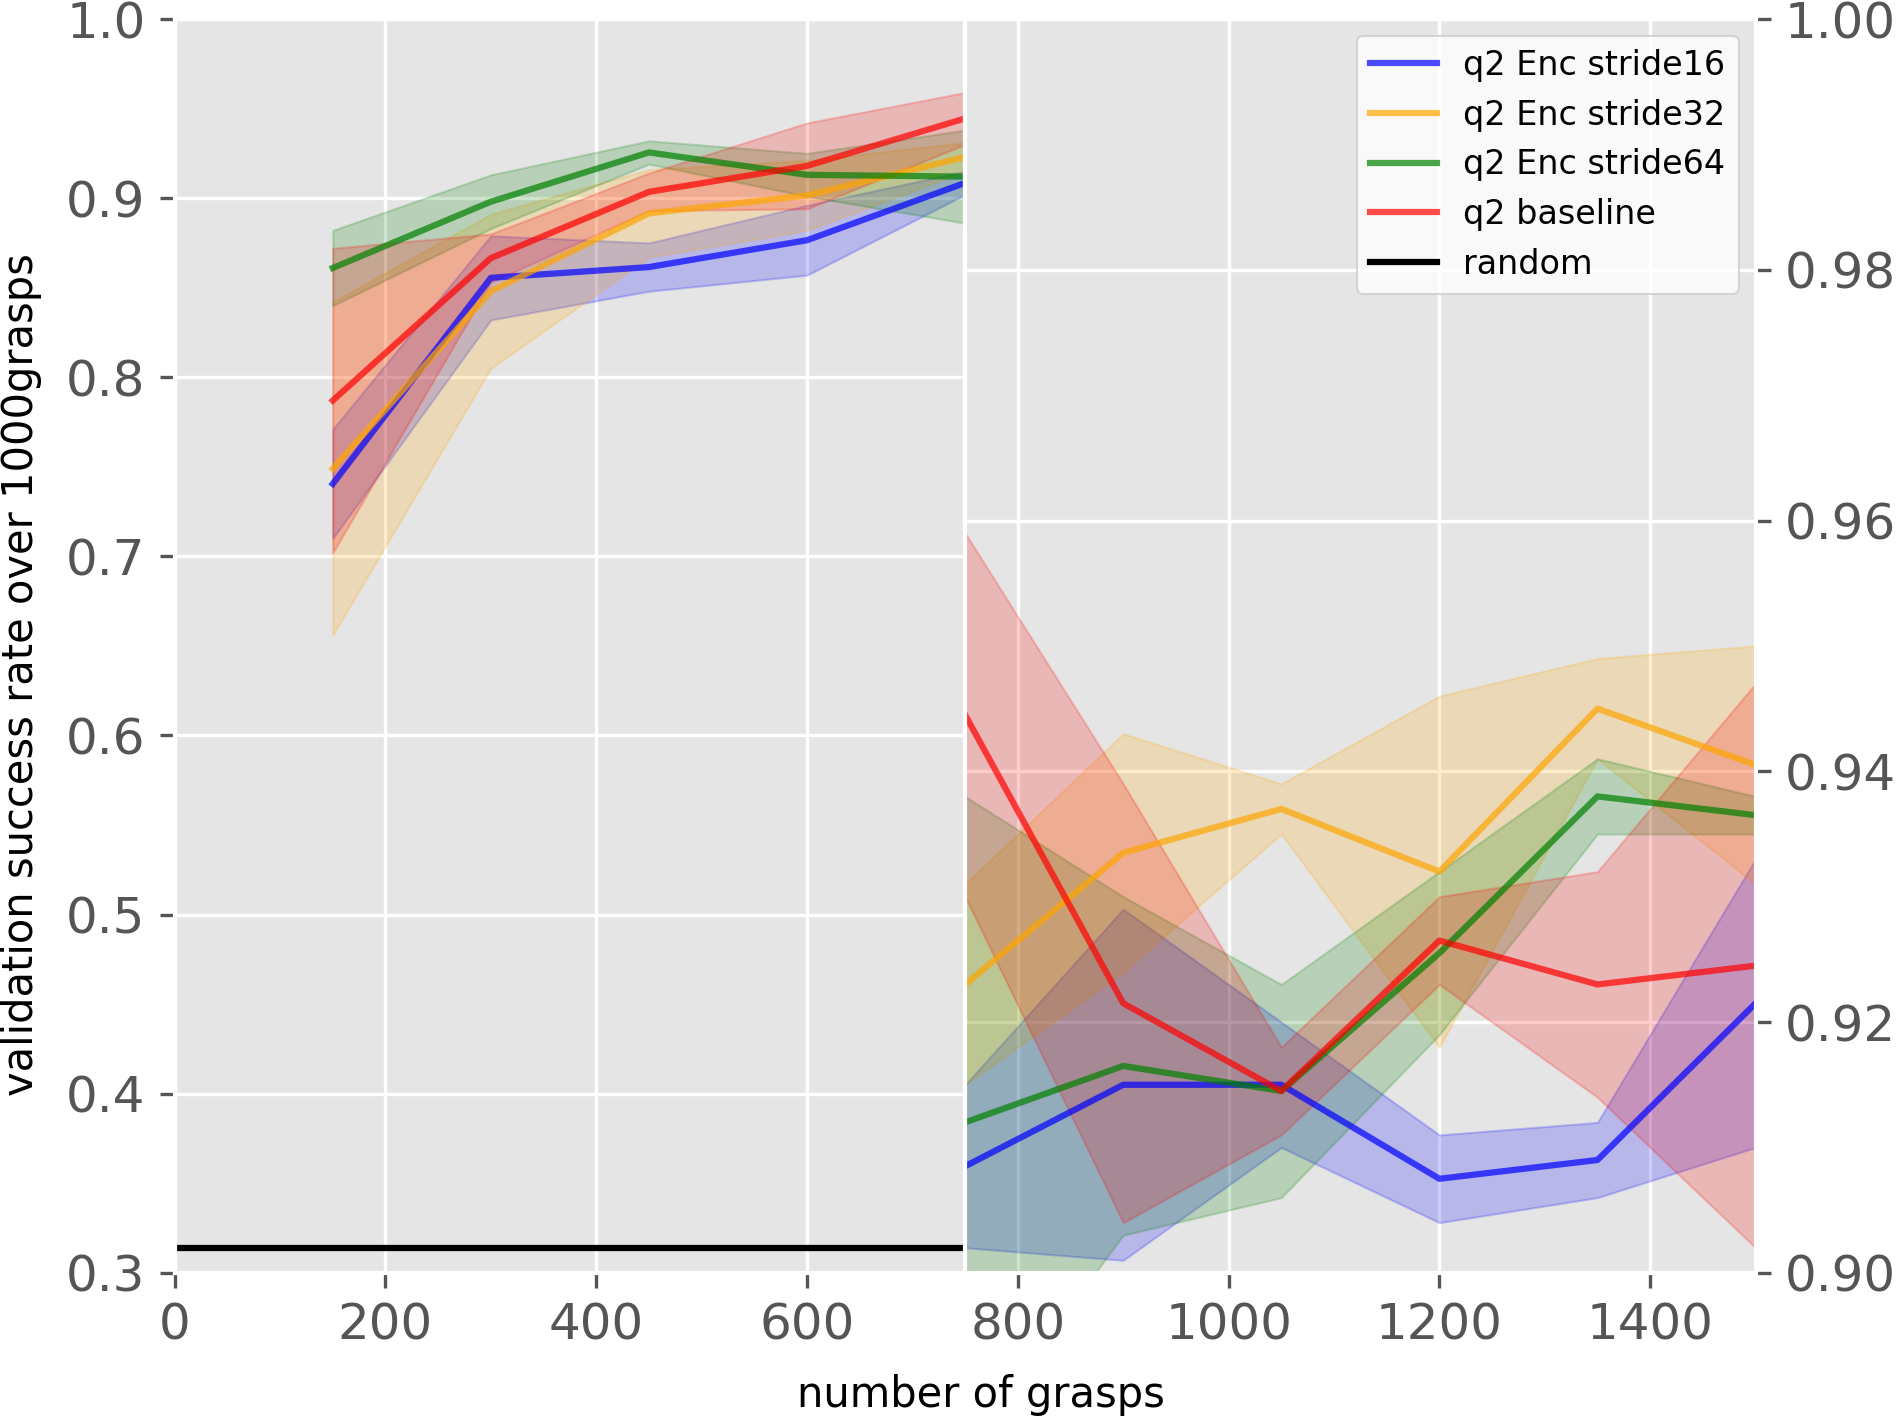 1.0
0.9
0.8
0.7
0.6
0.5
0.4
0.3
validation success rate over 1000grasps
q2 Enc stride16
q2 Enc stride32
q2 Enc stride64
q2 baseline
random
1.00
0.98
0.96
0.94
0.92
0.90
0 200 400 600 800 1000 1200 1400
number of grasps